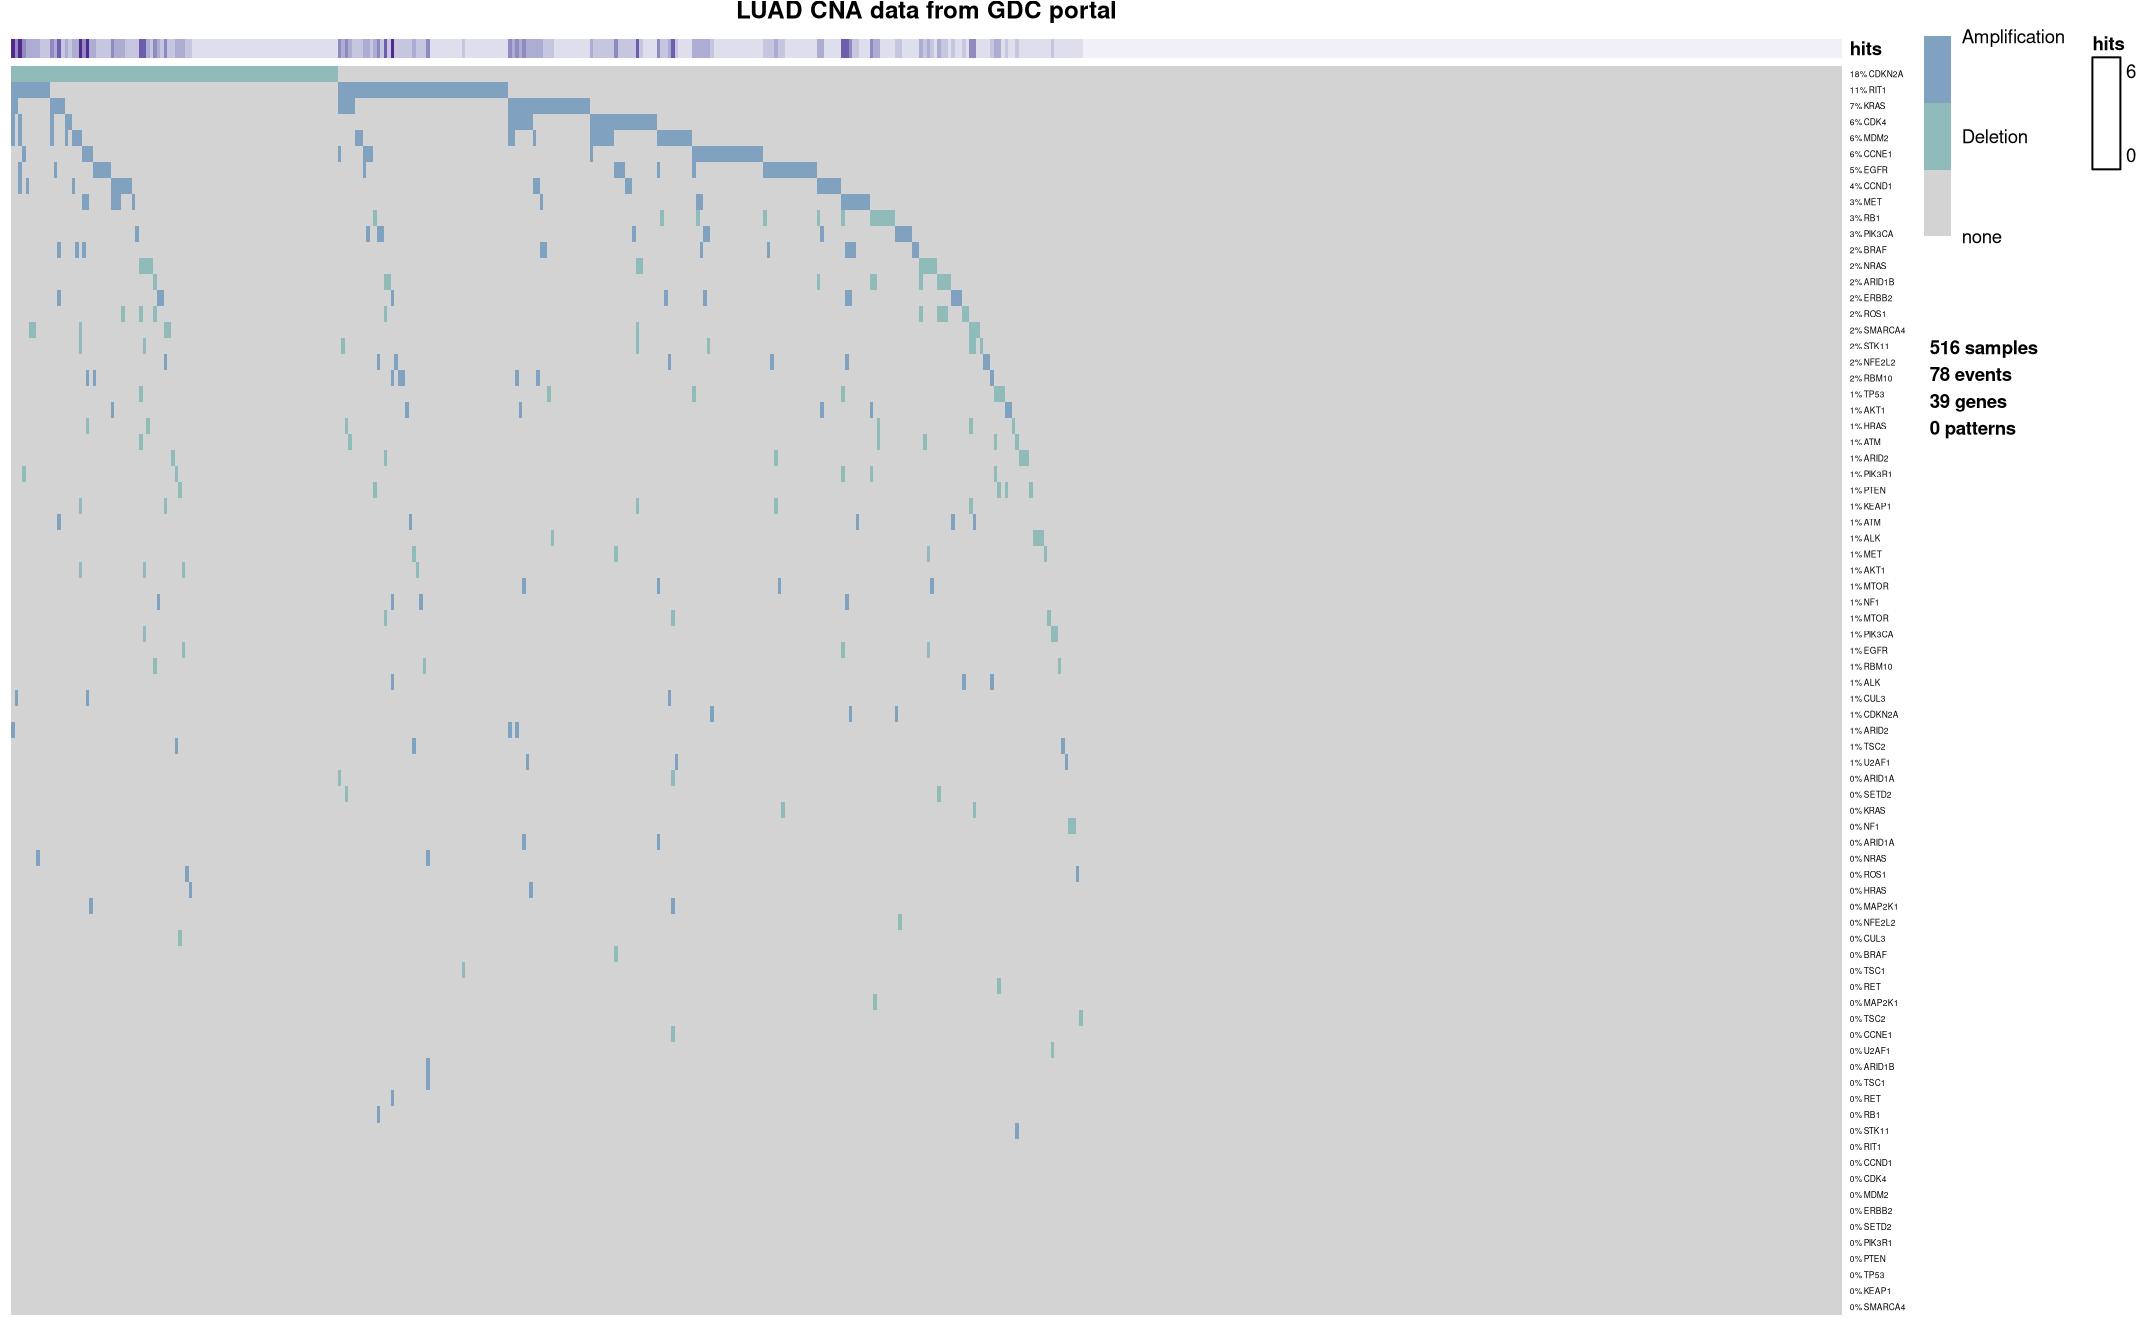 LUAD CNA data from GDC portal
hits
18% CDKN2A
11% RIT1
7% KRAS
6% CDK4
6% MDM2
6% CCNE1
5% EGFR
4% CCND1
3% MET
3% RB1
3% PIK3CA
2% BRAF
2% NRAS
2% ARID1B
2% ERBB2
2% ROS1
2% SMARCA4
2% STK11
2% NFE2L2
2% RBM10
1% TP53
1% AKT1
1% HRAS
1% ATM
1% ARID2
1% PIK3R1
1% PTEN
1% KEAP1
1% ATM
1% ALK
1% MET
1% AKT1
1% MTOR
1% NF1
1% MTOR
1% PIK3CA
1% EGFR
1% RBM10
1% ALK
1% CUL3
1% CDKN2A
1% ARID2
1% TSC2
1% U2AF1
0% ARID1A
0% SETD2
0% KRAS
0% NF1
0% ARID1A
0% NRAS
0% ROS1
0% HRAS
0% MAP2K1
0% NFE2L2
0% CUL3
0% BRAF
0% TSC1
0% RET
0% MAP2K1
0% TSC2
0% CCNE1
0% U2AF1
0% ARID1B
0% TSC1
0% RET
0% RB1
0% STK11
0% RIT1
0% CCND1
0% CDK4
0% MDM2
0% ERBB2
0% SETD2
0% PIK3R1
0% PTEN
0% TP53
0% KEAP1
0% SMARCA4
Amplification
Deletion
none
hits
6
0
516 samples
78 events
39 genes
0 patterns